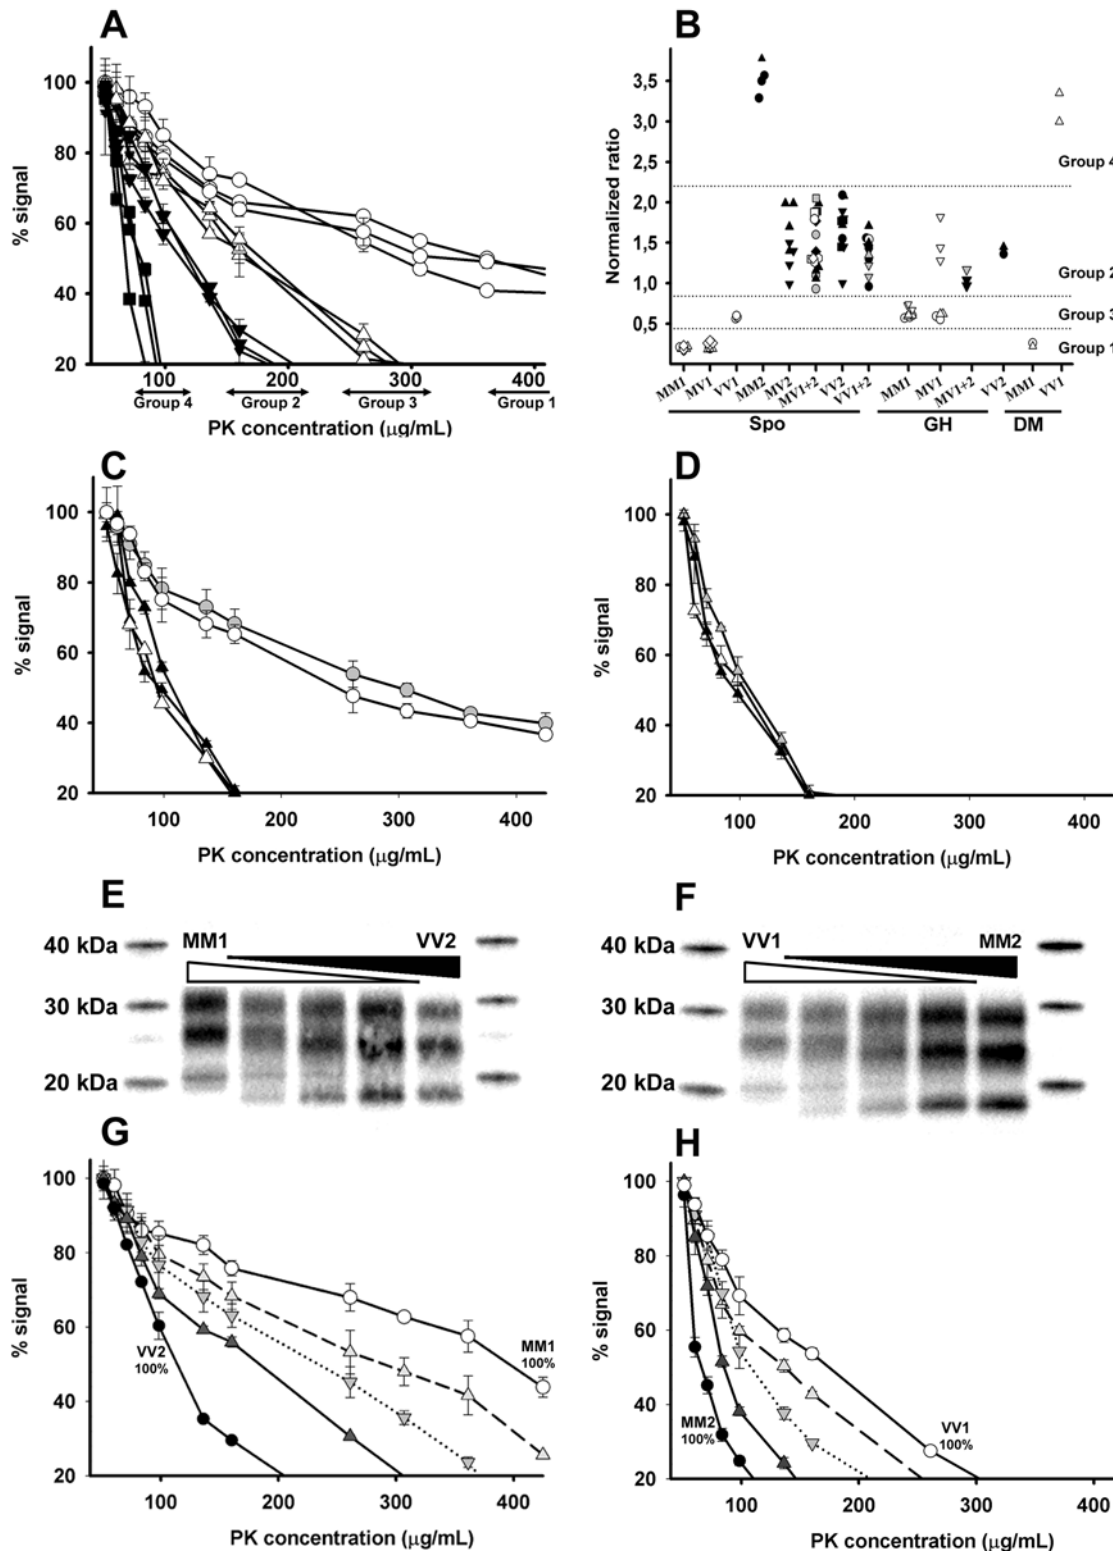 A
% signal
100
80
60
40
20
100
200
300
400
Group 4
Group 2
Group 3
Group 1
PK concentration (µg/mL)
B
Normalized ratio
3,5
3,0
2,5
2,0
1,5
1,0
0,5
Group 4
Group 2
Group 3
Group 1
MM1
MV1
VV1
MM2
MV2
MV1+2
VV2
VV1+2
MM1
MV1
MV1+2
VV2
MM1
VV1
Spo
GH
DM
C
% signal
100
80
60
40
20
100
200
300
400
PK concentration (µg/mL)
D
% signal
100
80
60
40
20
100
200
300
400
PK concentration (µg/mL)
E
40 kDa
30 kDa
20 kDa
MM1
VV2
F
40 kDa
30 kDa
20 kDa
VV1
MM2
G
% signal
100
80
60
40
20
VV2
100%
MM1
100%
100
200
300
400
PK concentration (µg/mL)
H
% signal
100
80
60
40
20
MM2
100%
VV1
100%
100
200
300
400
PK concentration (µg/mL)